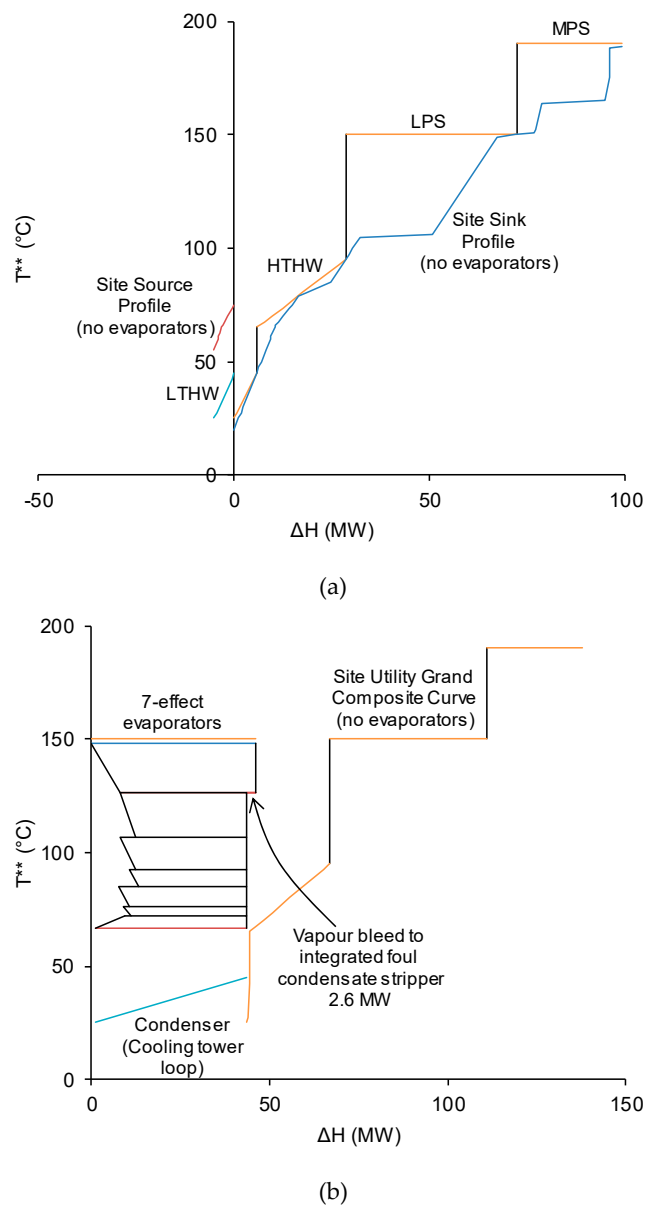 200
MPS
150
LPS
T** (°C)
100
Site Sink
Profile
(no evaporators)
HTHW
Site Source
Profile
(no evaporators)
50
LTHW
0
-50
0
50
100
ΔH (MW)
(a)
200
Site Utility Grand
Composite Curve
(no evaporators)
7-effect
evaporators
150
T** (°C)
100
Vapour bleed to
integrated foul
condensate stripper
2.6 MW
50
Condenser
(Cooling tower
loop)
0
0
50
100
150
ΔH (MW)
(b)